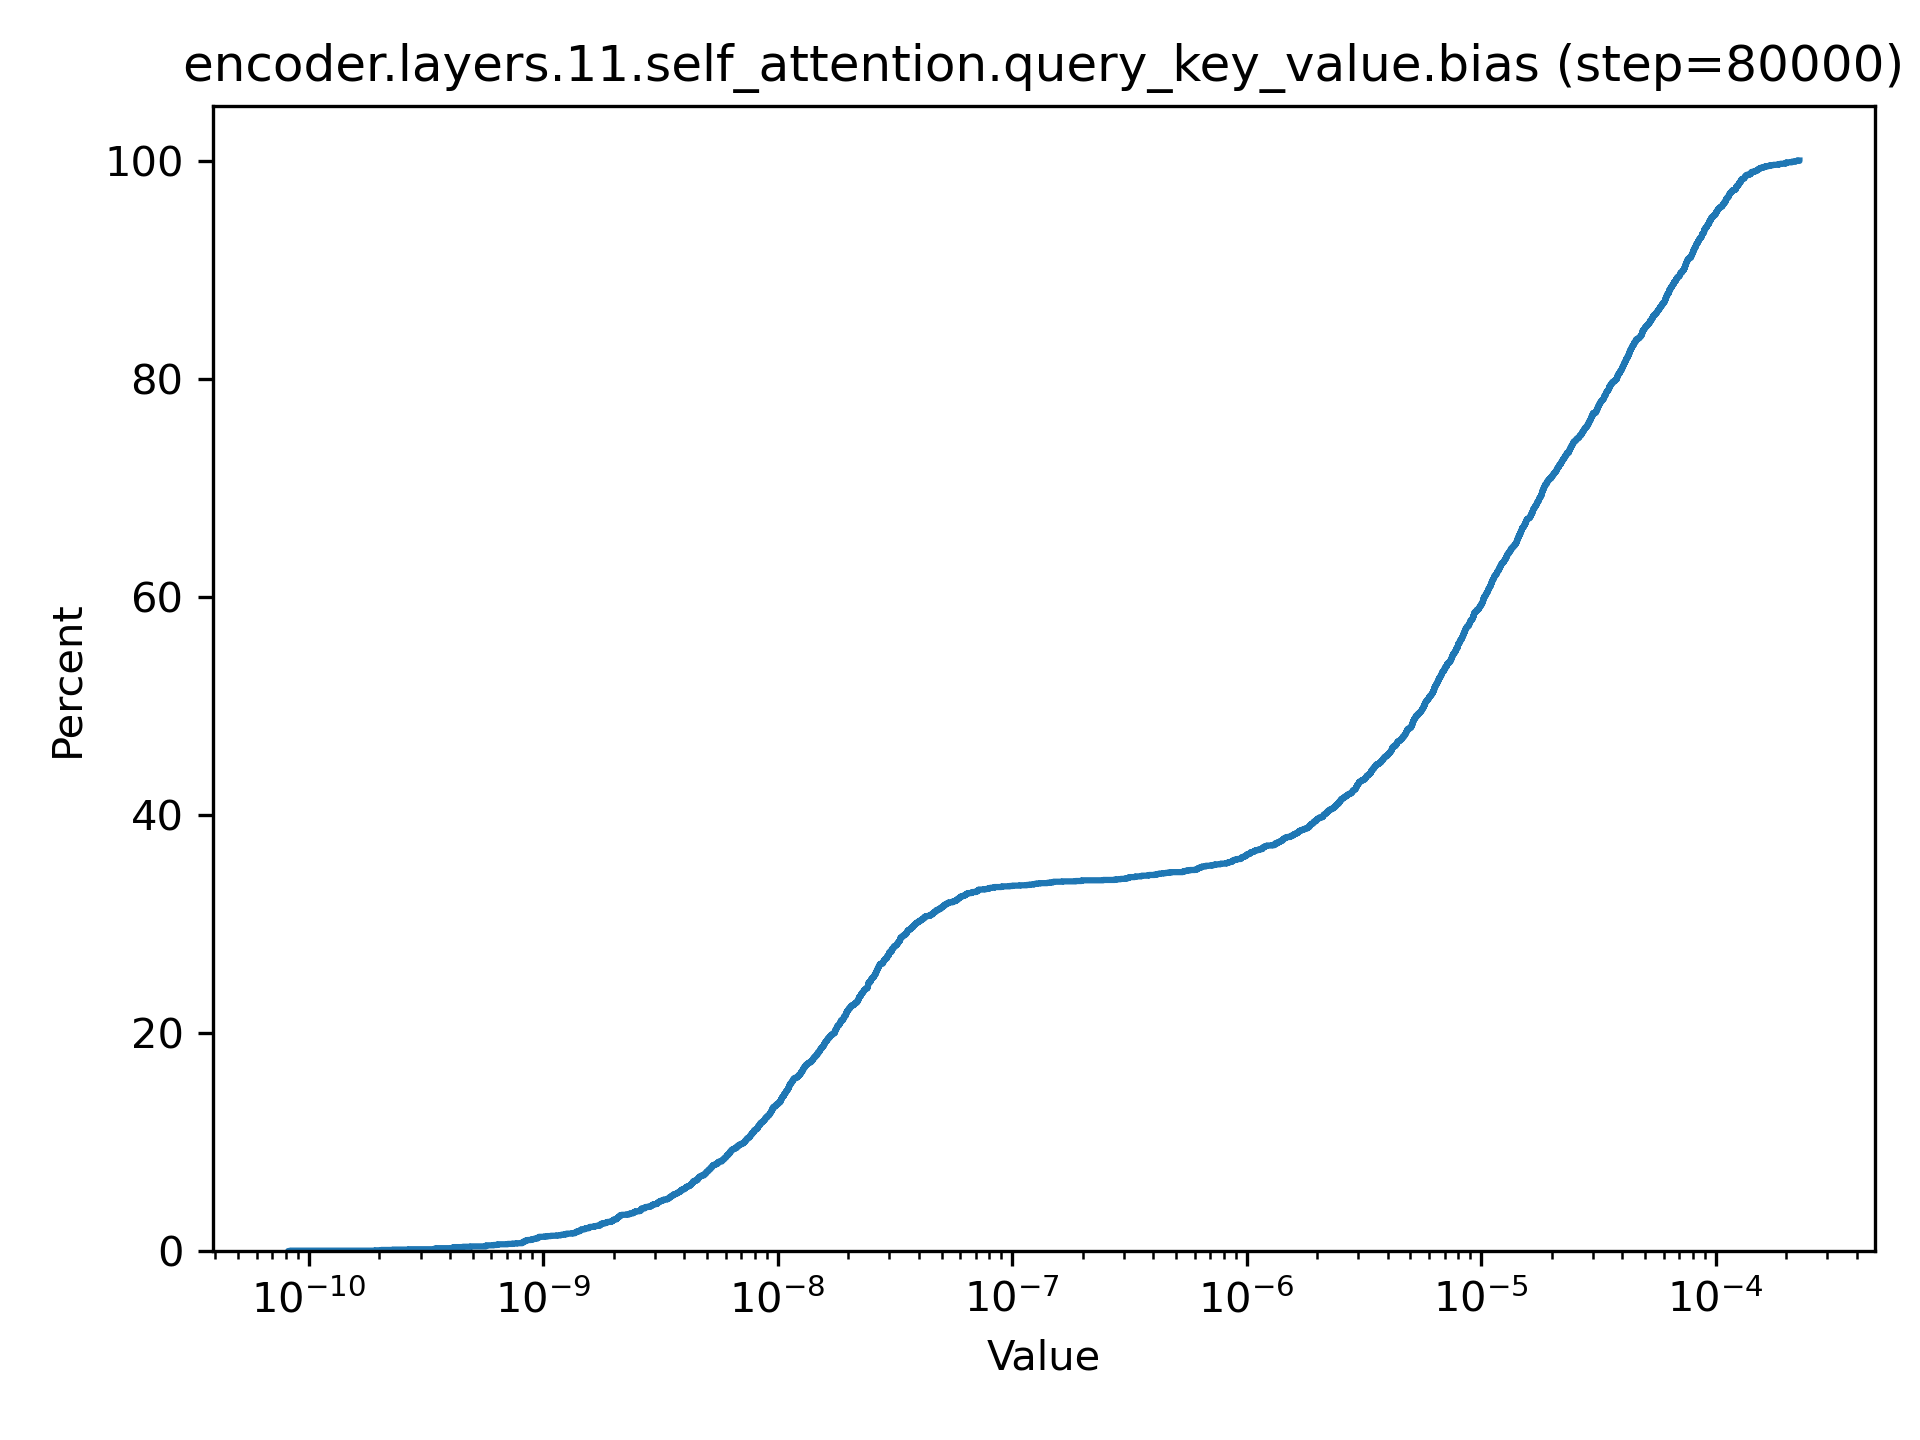 encoder.layers.11.self_attention.query_key_value.bias (step=80000)
100
80
60
40
20
0
Percent
10⁻¹⁰ 10⁻⁹ 10⁻⁸ 10⁻⁷ 10⁻⁶ 10⁻⁵ 10⁻⁴
Value